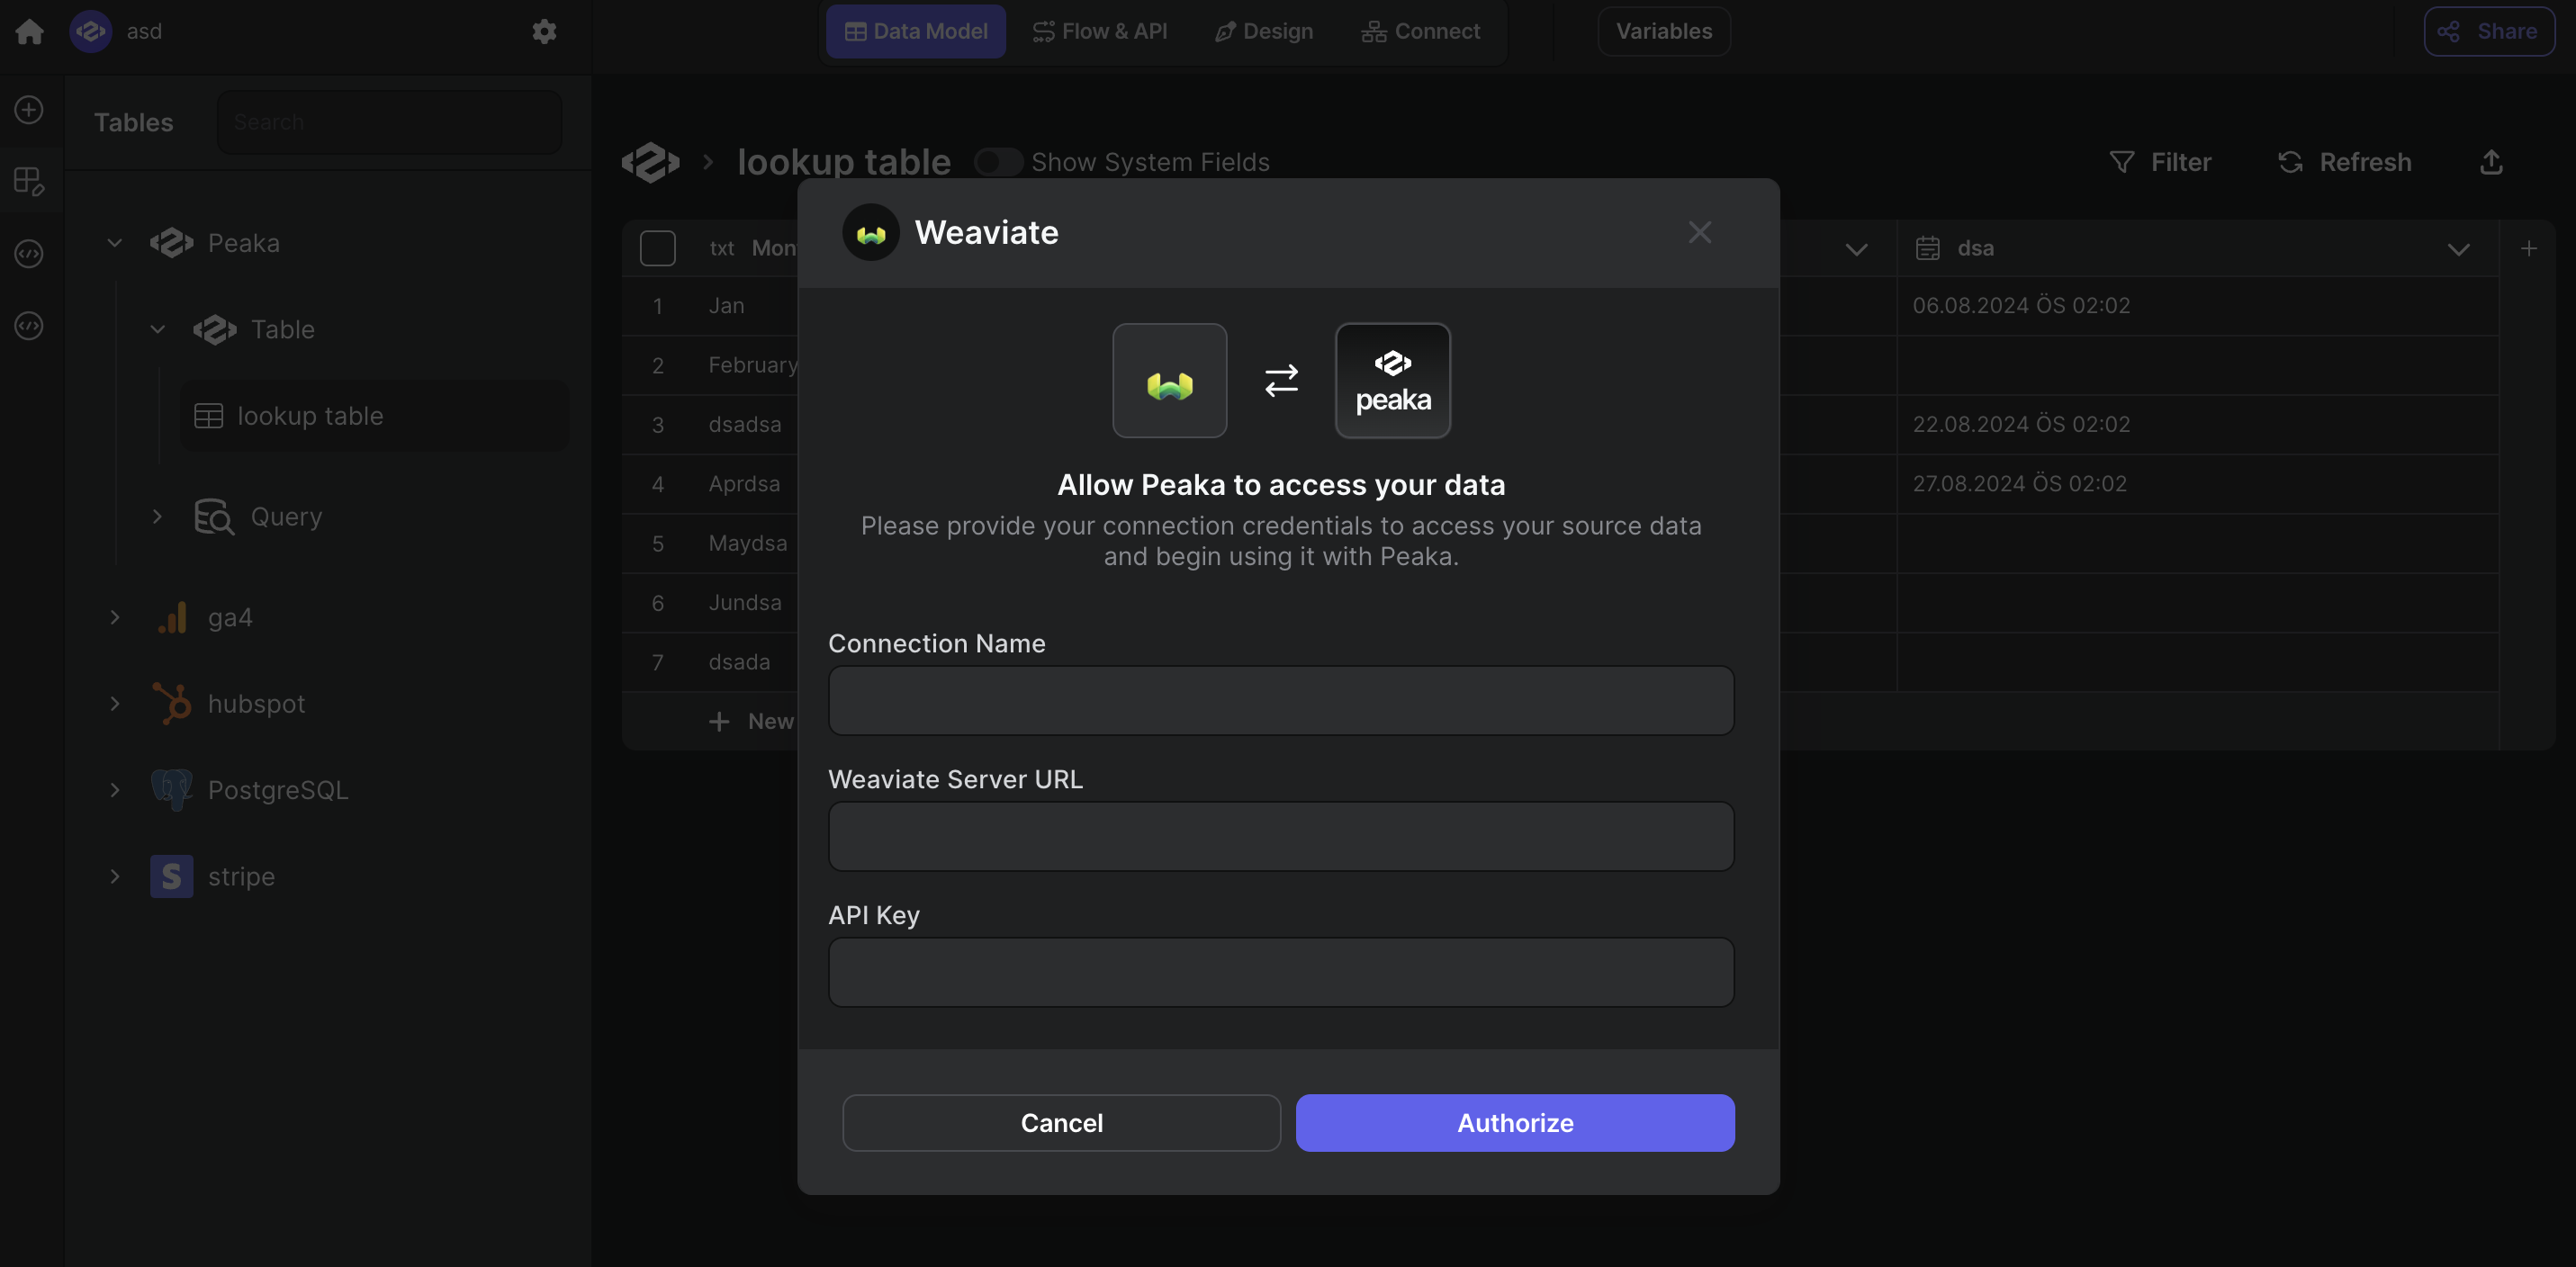 asd
Data Model
Flow & API
Design
Connect
Variables
Share
Tables
Search
lookup table
Show System Fields
Filter
Refresh
Peaka
Table
lookup table
Query
ga4
hubspot
PostgreSQL
S stripe
txt
dsa
1 Jan 06.08.2024 ÖS 02:02
2 February
3 dsadsa 22.08.2024 ÖS 02:02
4 Aprdsa 27.08.2024 ÖS 02:02
5 Maydsa
6 Jundsa
7 dsada
New
Weaviate
peaka
Allow Peaka to access your data
Please provide your connection credentials to access your source data
and begin using it with Peaka.
Connection Name
Weaviate Server URL
API Key
Cancel
Authorize